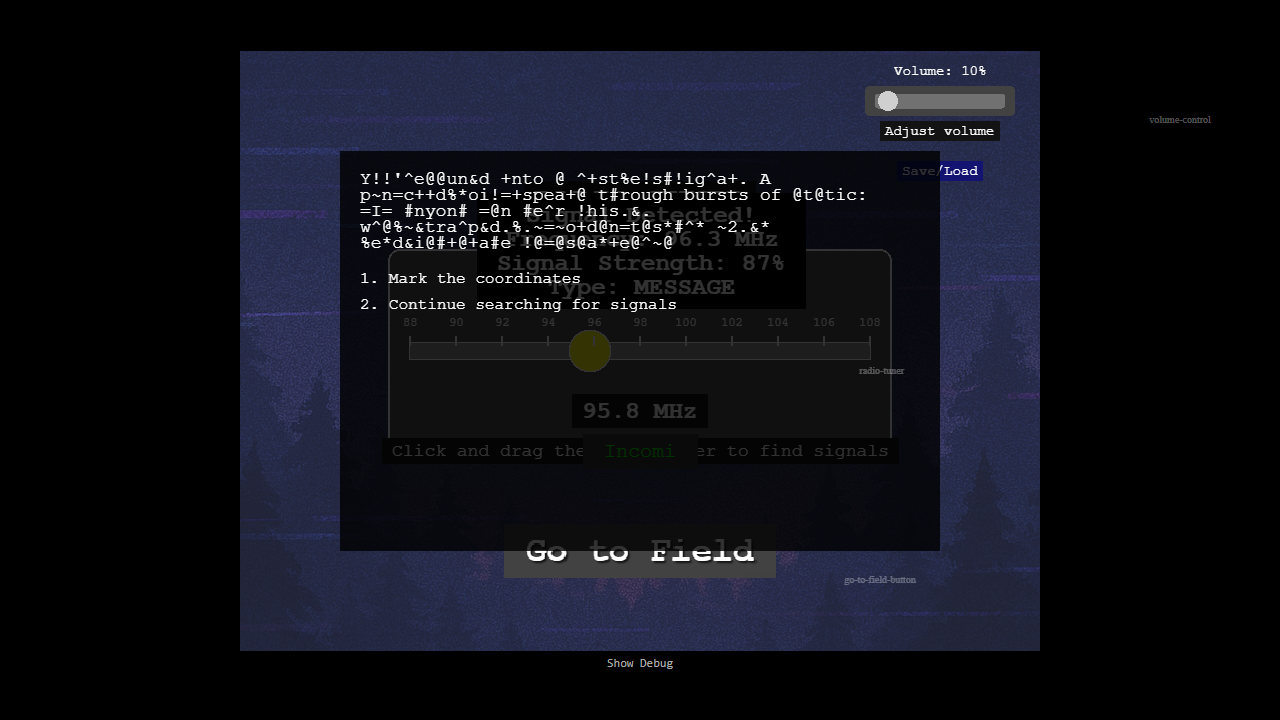 Volume: 10%
volume-control
Adjust volume
Save/Load
Y!!'^e@@un&d +nto @ ^+st%e!s#!ig^a+. A
p~n=c++d%*oi!=+spea+@ t#rough bursts of @t@tic:
=I= #nyon# =@n #e^r !his.&.
w^@%~&tra^p&d.%.~=~o+d@n=t@s*#^* ~2.&*
%e*d&i@#+@+a#e !@=@s@a*+e@^~@
Signal Detected!
Frequency: 96.3 MHz
Signal Strength: 87%
Type: MESSAGE
1. Mark the coordinates
2. Continue searching for signals
88 90 92 94 96 98 100 102 104 106 108
radio-tuner
95.8 MHz
Click and drag the er to find signals
Incomi
Go to Field
go-to-field-button
Show Debug